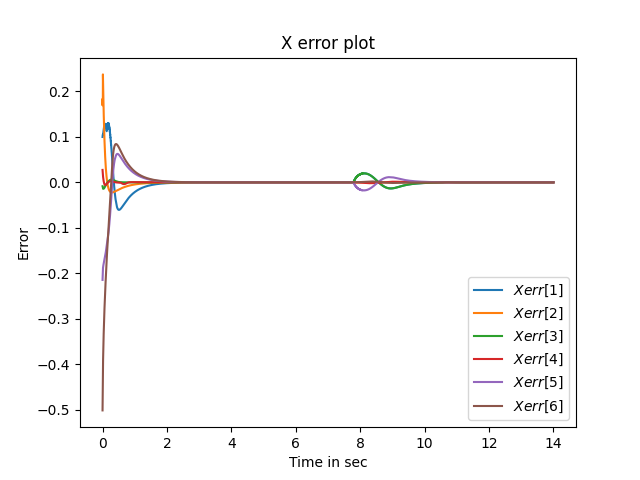 X error plot
0.2
0.1
0.0
−0.1
−0.2
−0.3
−0.4
−0.5
Error
0 2 4 6 8 10 12 14
Time in sec
Xerr[1]
Xerr[2]
Xerr[3]
Xerr[4]
Xerr[5]
Xerr[6]